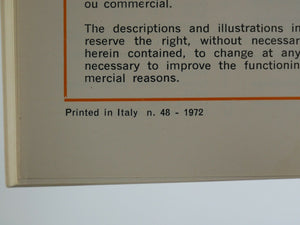 ou commercial.
The descriptions and illustrations in
reserve the right, without necessar
herein contained, to change at any
necessary to improve the functionin
mercial reasons.
Printed in Italy n. 48 - 1972